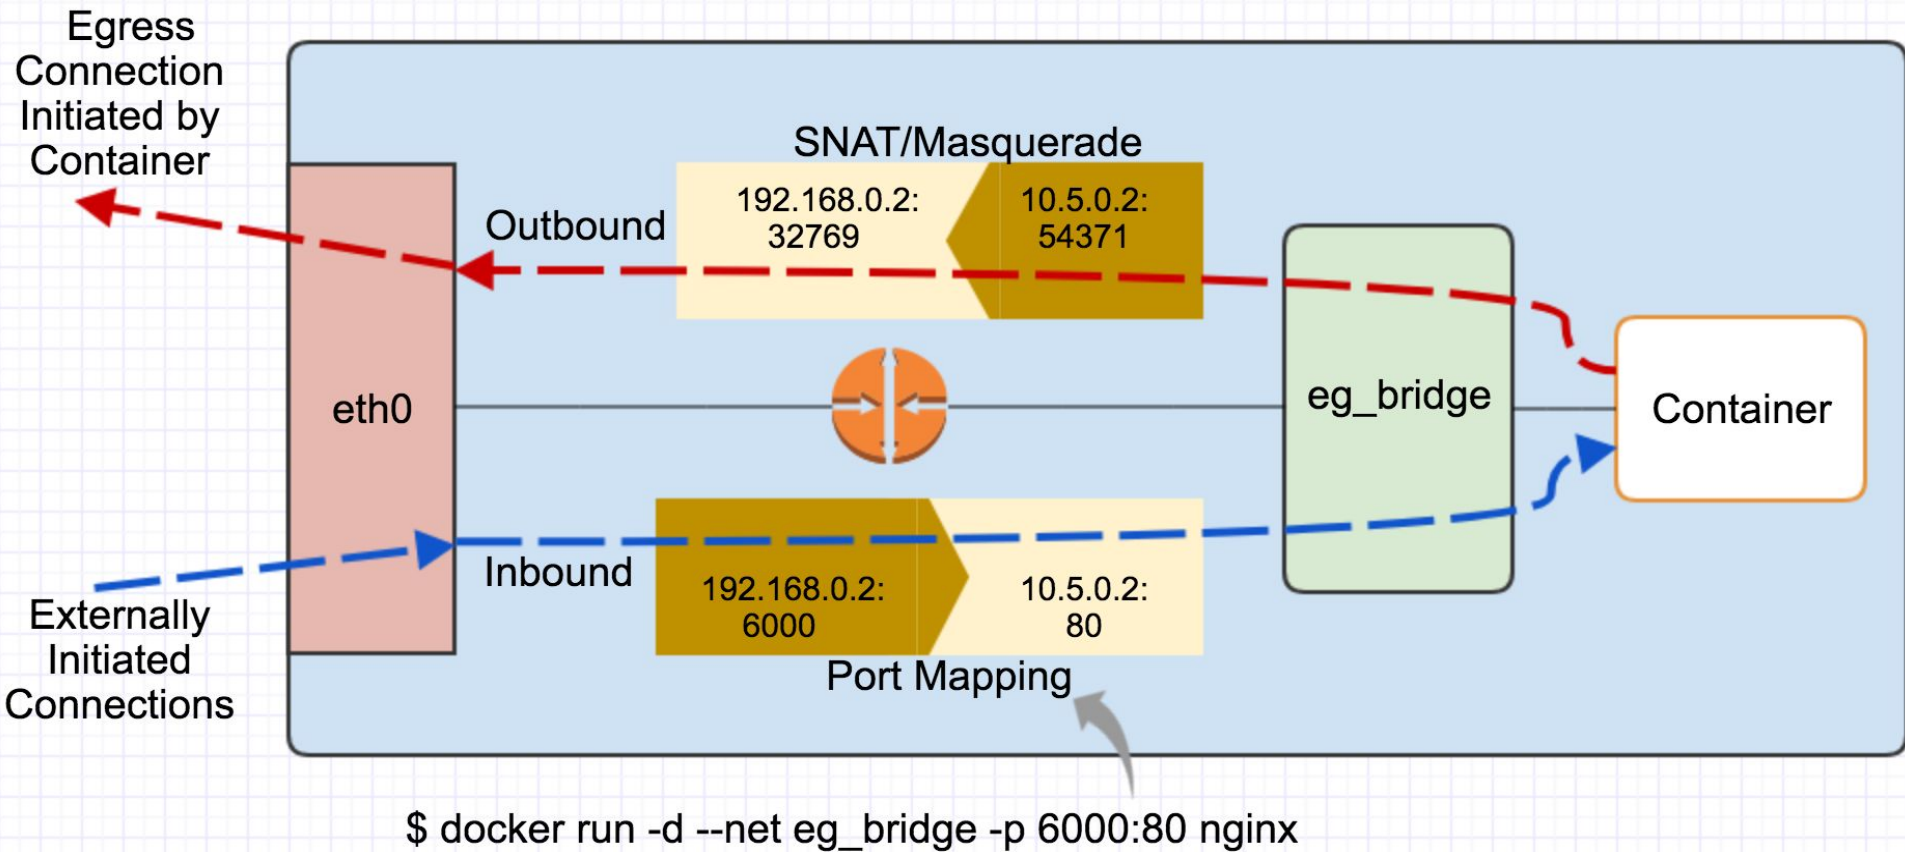 Egress
Connection
Initiated by
Container
SNAT/Masquerade
192.168.0.2:
32769
10.5.0.2:
54371
Outbound
eth0
eg_bridge
Container
Inbound
192.168.0.2:
6000
10.5.0.2:
80
Port Mapping
Externally
Initiated
Connections
$ docker run -d --net eg_bridge -p 6000:80 nginx